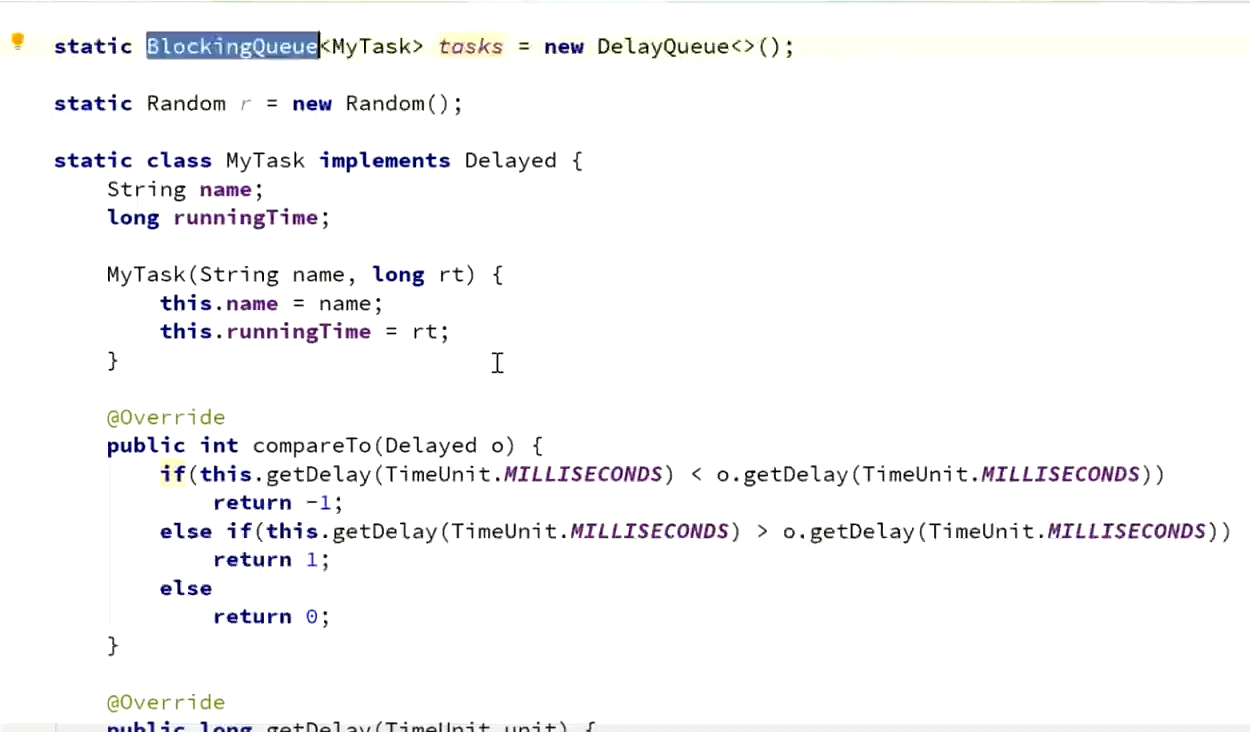 static BlockingQueue<MyTask> tasks = new DelayQueue<>();
static Random r = new Random();
static class MyTask implements Delayed {
String name;
long runningTime;
MyTask(String name, long rt) {
this.name = name;
this.runningTime = rt;
}
@Override
public int compareTo(Delayed o) {
if(this.getDelay(TimeUnit.MILLISECONDS) < o.getDelay(TimeUnit.MILLISECONDS))
return -1;
else if(this.getDelay(TimeUnit.MILLISECONDS) > o.getDelay(TimeUnit.MILLISECONDS))
return 1;
else
return 0;
}
@Override
public long getDelay(TimeUnit unit) {